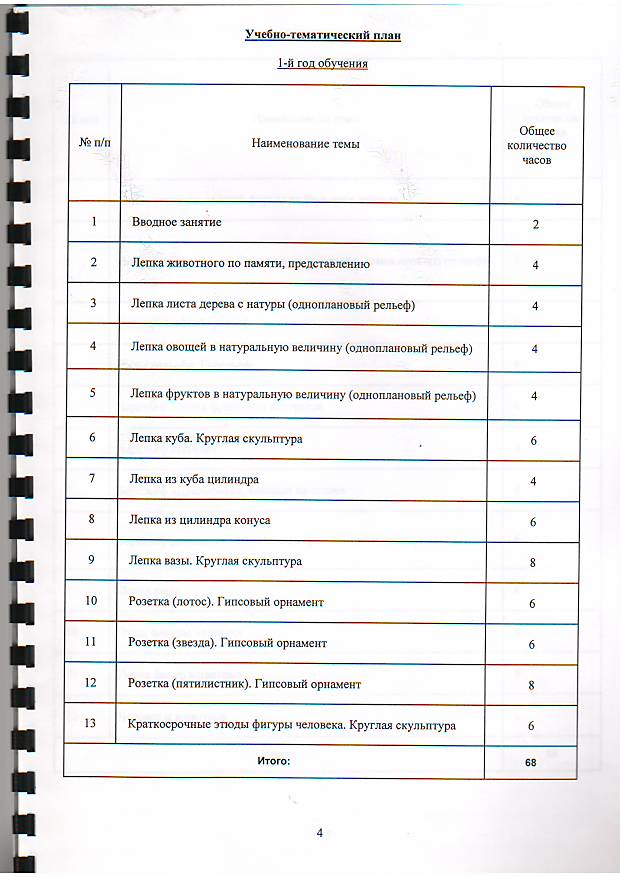 Учебно-тематический план
1-й год обучения
№ п/п Наименование темы Общее количество часов
1 Вводное занятие 2
2 Лепка животного по памяти, представлению 4
3 Лепка листа дерева с натуры (одноплановый рельеф) 4
4 Лепка овощей в натуральную величину (одноплановый рельеф) 4
5 Лепка фруктов в натуральную величину (одноплановый рельеф) 4
6 Лепка куба. Круглая скульптура 6
7 Лепка из куба цилиндра 4
8 Лепка из цилиндра конуса 6
9 Лепка вазы. Круглая скульптура 8
10 Розетка (лотос). Гипсовый орнамент 6
11 Розетка (звезда). Гипсовый орнамент 6
12 Розетка (пятилистник). Гипсовый орнамент 8
13 Краткосрочные этюды фигуры человека. Круглая скульптура 6
Итого: 68
4